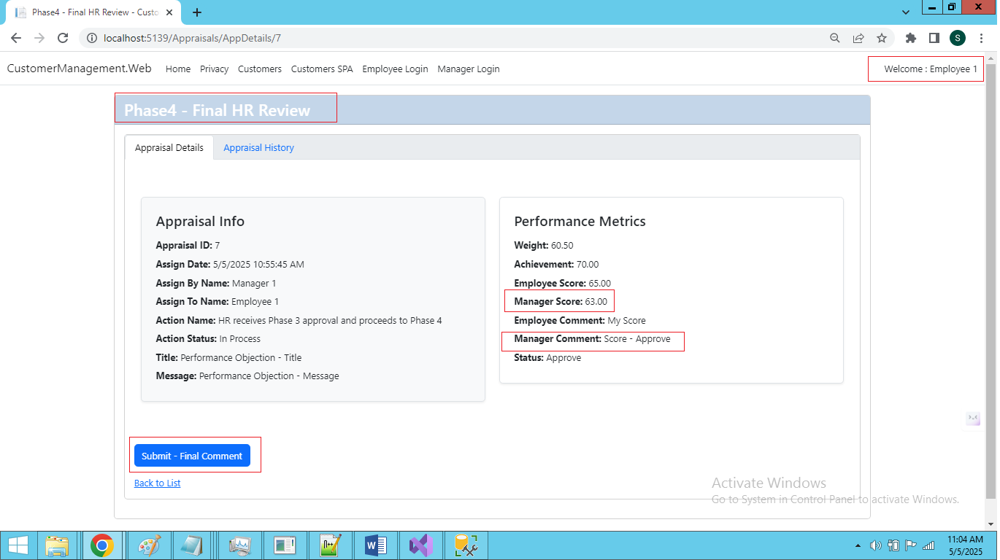 Phase4 - Final HR Review - Custo
localhost:5139/Appraisals/AppDetails/7
S
CustomerManagement.Web Home Privacy Customers Customers SPA Employee Login Manager Login Welcome : Employee 1
Phase4 - Final HR Review
Appraisal Details Appraisal History
Appraisal Info
Appraisal ID: 7
Assign Date: 5/5/2025 10:55:45 AM
Assign By Name: Manager 1
Assign To Name: Employee 1
Action Name: HR receives Phase 3 approval and proceeds to Phase 4
Action Status: In Process
Title: Performance Objection - Title
Message: Performance Objection - Message
Performance Metrics
Weight: 60.50
Achievement: 70.00
Employee Score: 65.00
Manager Score: 63.00
Employee Comment: My Score
Manager Comment: Score - Approve
Status: Approve
Submit - Final Comment
Back to List
Activate Windows
Go to System in Control Panel to activate Windows.
11:04 AM
5/5/2025